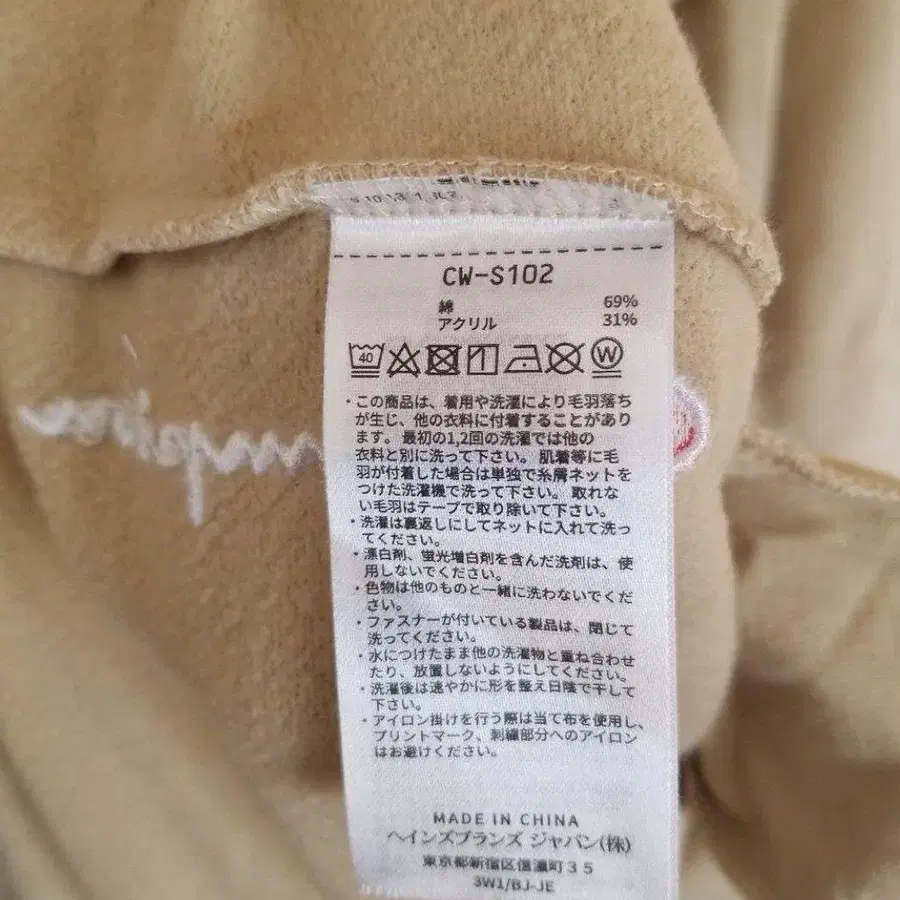 CW-S102
綿 69%
アクリル 31%
40
W
・この商品は、着用や洗濯により毛羽落ち
が生じ、他の衣料に付着することがあり
ます。最初の1,2回の洗濯では他の
衣料と別に洗って下さい。肌着等に毛
羽が付着した場合は単独で糸屑ネットを
つけた洗濯機で洗って下さい。取れな
い毛羽はテープで取り除いて下さい。
・洗濯は裏返しにしてネットに入れて洗っ
てください。
・漂白剤、蛍光増白剤を含んだ洗剤は、使
用しないでください。
・色物は他のものと一緒に洗わないでくだ
さい。
・ファスナーが付いている製品は、閉じて
洗ってください。
・水につけたまま他の洗濯物と重ね合わせ
たり、放置しないようにしてください。
・洗濯後は速やかに形を整え日陰で干して
下さい。
・アイロン掛けを行う際は当て布を使用し、
プリントマーク、刺繍部分へのアイロン
はお避けください。
MADE IN CHINA
ヘインズブランズ ジャパン(株)
東京都新宿区信濃町35
3W1/BJ-JE